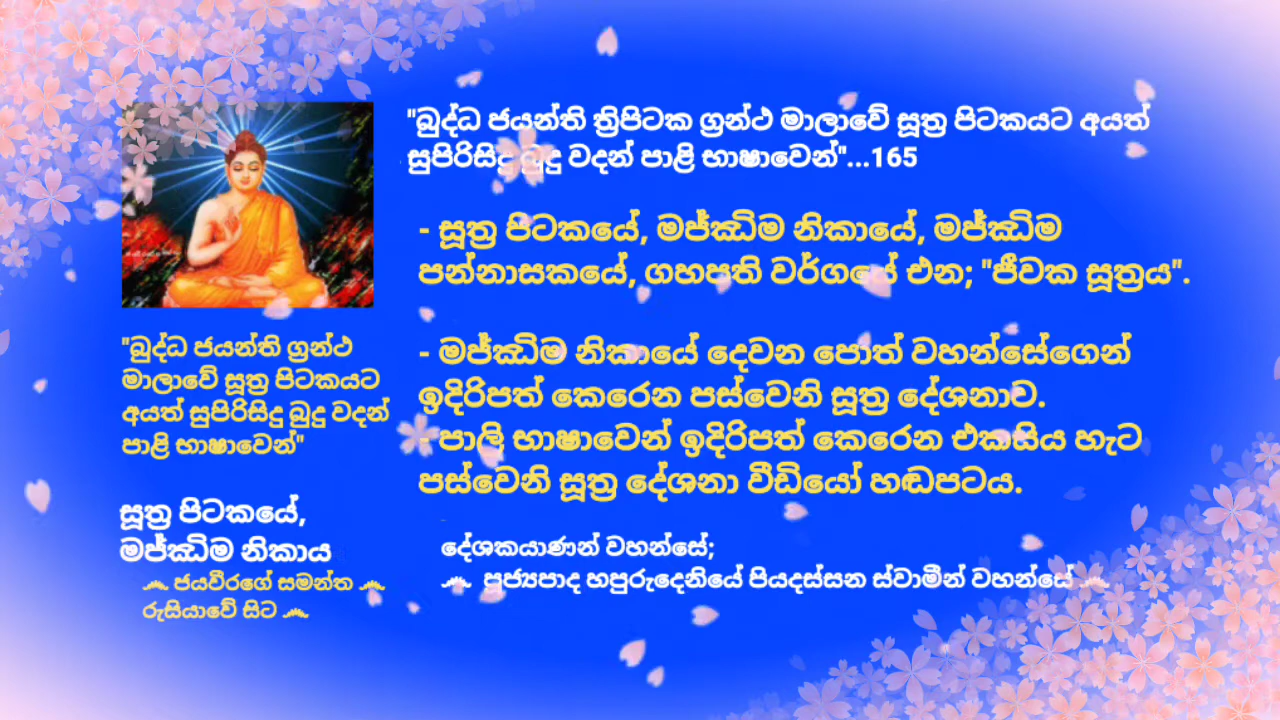 "බුද්ධ ජයන්ති ත්‍රිපිටක ග්‍රන්ථ මාලාවේ සූත්‍ර පිටකයට අයත්
සුපිරිසිදු බුදු වදන් පාළි භාෂාවෙන්"...165
- සූත්‍ර පිටකයේ, මජ්ඣිම නිකායේ, මජ්ඣිම
පන්නාසකයේ, ගහපති වර්ගයේ එන; "ජීවක සූත්‍රය".
- මජ්ඣිම නිකායේ දෙවන පොත් වහන්සේගෙන්
ඉදිරිපත් කෙරෙන පස්වෙනි සූත්‍ර දේශනාව.
- පාලි භාෂාවෙන් ඉදිරිපත් කෙරෙන එකසිය හැට
පස්වෙනි සූත්‍ර දේශනා වීඩියෝ හඬපටය.
දේශකයාණන් වහන්සේ;
පූජ්‍යපාද හපුරුදෙනියේ පියදස්සන ස්වාමීන් වහන්සේ
"බුද්ධ ජයන්ති ග්‍රන්ථ
මාලාවේ සූත්‍ර පිටකයට
අයත් සුපිරිසිදු බුදු වදන්
පාළි භාෂාවෙන්"
සූත්‍ර පිටකයේ,
මජ්ඣිම නිකාය
ජයවීරගේ සමන්ත
රුසියාවේ සිට